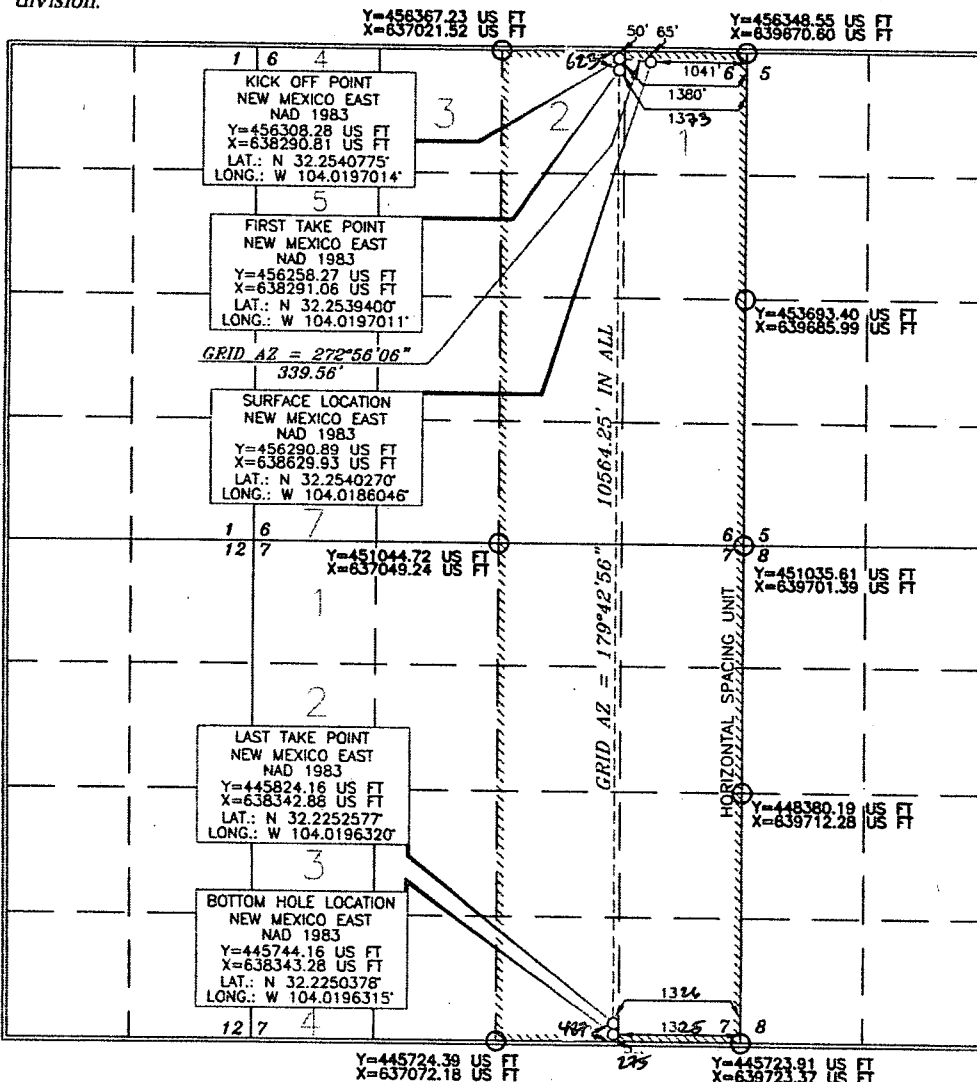 division.
Y=456367.23 US FT
X=637021.52 US FT
Y=456348.55 US FT
X=639670.60 US FT
50' 65'
1 6 4
623
1041' 6 5
1380'
1373
KICK OFF POINT
NEW MEXICO EAST
NAD 1983
Y=456308.28 US FT
X=638290.81 US FT
LAT.: N 32.2540775°
LONG.: W 104.0197014°
3 2 1
5
FIRST TAKE POINT
NEW MEXICO EAST
NAD 1983
Y=456258.27 US FT
X=638291.06 US FT
LAT.: N 32.2539400°
LONG.: W 104.0197011°
Y=453693.40 US FT
X=639685.99 US FT
GRID AZ = 272°56'06"
339.56'
SURFACE LOCATION
NEW MEXICO EAST
NAD 1983
Y=456290.89 US FT
X=638629.93 US FT
LAT.: N 32.2540270°
LONG.: W 104.0186046°
GRID AZ = 179°42'56" 10564.25' IN ALL
7
1 6
12 7
6 5
7 8
Y=451044.72 US FT
X=637049.24 US FT
Y=451035.61 US FT
X=639701.39 US FT
1
HORIZONTAL SPACING UNIT
2
LAST TAKE POINT
NEW MEXICO EAST
NAD 1983
Y=445824.16 US FT
X=638342.88 US FT
LAT.: N 32.2252577°
LONG.: W 104.0196320°
Y=448380.19 US FT
X=639712.28 US FT
3
BOTTOM HOLE LOCATION
NEW MEXICO EAST
NAD 1983
Y=445744.16 US FT
X=638343.28 US FT
LAT.: N 32.2250378°
LONG.: W 104.0196315°
1326
12 7 4
1325 7 8
275
Y=445724.39 US FT
X=637072.18 US FT
Y=445723.91 US FT
X=639723.37 US FT